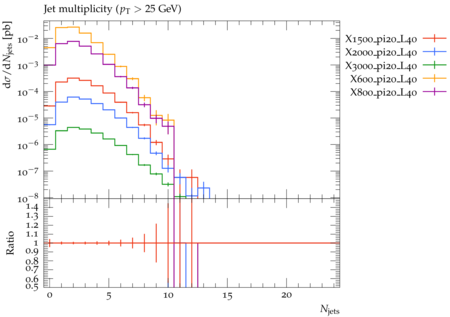 Jet multiplicity (pT > 25 GeV)
dσ/dNjets [pb]
10⁻²
10⁻³
10⁻⁴
10⁻⁵
10⁻⁶
10⁻⁷
10⁻⁸
X1500_pi20_L40
X2000_pi20_L40
X3000_pi20_L40
X600_pi20_L40
X800_pi20_L40
Ratio
1.4
1.3
1.2
1.1
1
0.9
0.8
0.7
0.6
0.5
0 5 10 15 20
Njets